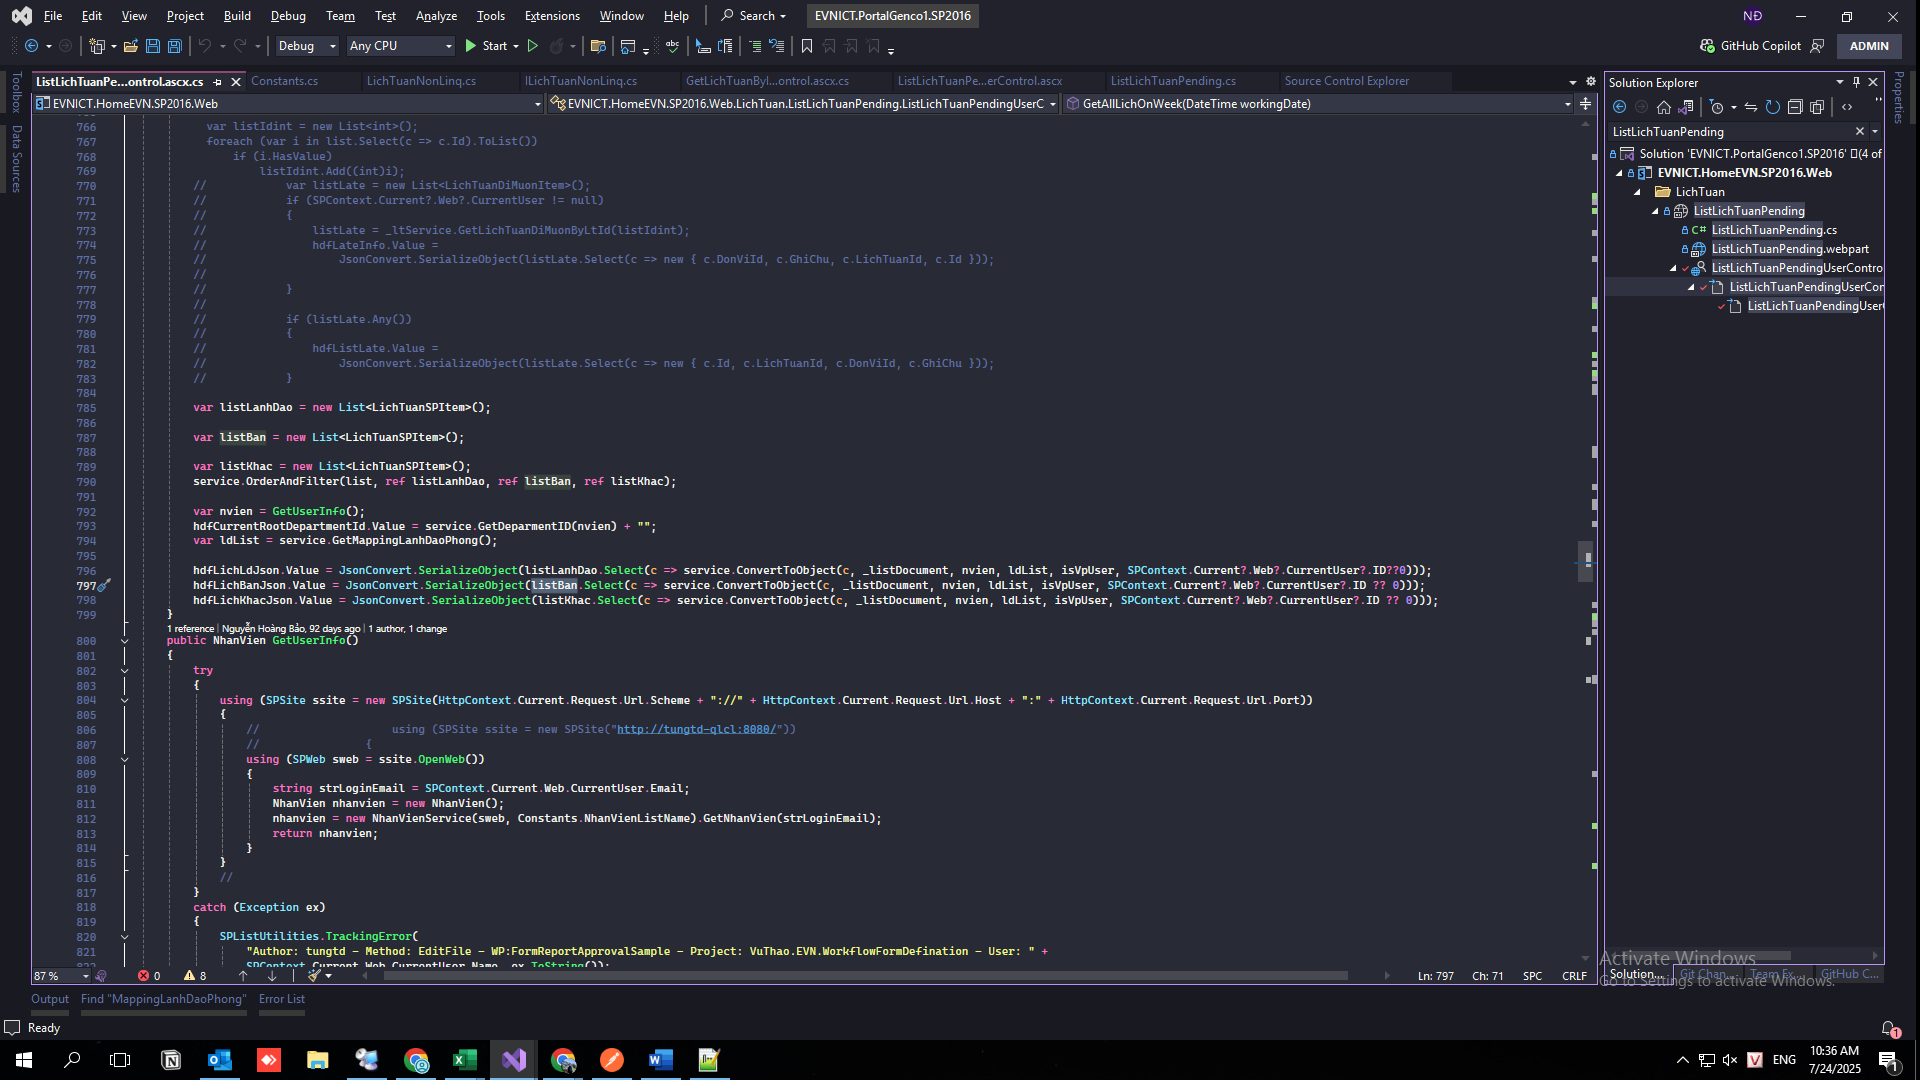 File Edit View Project Build Debug Team Test Analyze Tools Extensions Window Help Search EVNICT.PortalGenco1.SP2016 NĐ
Debug Any CPU Start GitHub Copilot ADMIN
Toolbox
Data Sources
ListLichTuanPe...ontrol.ascx.cs Constants.cs LichTuanNonLinq.cs ILichTuanNonLinq.cs GetLichTuanByI...ontrol.ascx.cs ListLichTuanPe...erControl.ascx ListLichTuanPending.cs Source Control Explorer
EVNICT.HomeEVN.SP2016.Web EVNICT.HomeEVN.SP2016.Web.LichTuan.ListLichTuanPending.ListLichTuanPendingUserC GetAllLichOnWeek(DateTime workingDate)
766 var listIdint = new List<int>();
767 foreach (var i in list.Select(c => c.Id).ToList())
768 if (i.HasValue)
769 listIdint.Add((int)i);
770 // var listLate = new List<LichTuanDiMuonItem>();
771 // if (SPContext.Current?.Web?.CurrentUser != null)
772 // {
773 // listLate = _ltService.GetLichTuanDiMuonByLtId(listIdint);
774 // hdfLateInfo.Value =
775 // JsonConvert.SerializeObject(listLate.Select(c => new { c.DonViId, c.GhiChu, c.LichTuanId, c.Id }));
776 //
777 // }
778 //
779 // if (listLate.Any())
780 // {
781 // hdfListLate.Value =
782 // JsonConvert.SerializeObject(listLate.Select(c => new { c.Id, c.LichTuanId, c.DonViId, c.GhiChu }));
783 // }
784
785 var listLanhDao = new List<LichTuanSPItem>();
786
787 var listBan = new List<LichTuanSPItem>();
788
789 var listKhac = new List<LichTuanSPItem>();
790 service.OrderAndFilter(list, ref listLanhDao, ref listBan, ref listKhac);
791
792 var nvien = GetUserInfo();
793 hdfCurrentRootDepartmentId.Value = service.GetDeparmentID(nvien) + "";
794 var ldList = service.GetMappingLanhDaoPhong();
795
796 hdfLichLdJson.Value = JsonConvert.SerializeObject(listLanhDao.Select(c => service.ConvertToObject(c, _listDocument, nvien, ldList, isVpUser, SPContext.Current?.Web?.CurrentUser?.ID??0)));
797 hdfLichBanJson.Value = JsonConvert.SerializeObject(listBan.Select(c => service.ConvertToObject(c, _listDocument, nvien, ldList, isVpUser, SPContext.Current?.Web?.CurrentUser?.ID ?? 0)));
798 hdfLichKhacJson.Value = JsonConvert.SerializeObject(listKhac.Select(c => service.ConvertToObject(c, _listDocument, nvien, ldList, isVpUser, SPContext.Current?.Web?.CurrentUser?.ID ?? 0)));
799 }
1 reference | Nguyễn Hoàng Bảo, 92 days ago | 1 author, 1 change
800 public NhanVien GetUserInfo()
801 {
802 try
803 {
804 using (SPSite ssite = new SPSite(HttpContext.Current.Request.Url.Scheme + "://" + HttpContext.Current.Request.Url.Host + ":" + HttpContext.Current.Request.Url.Port))
805 {
806 // using (SPSite ssite = new SPSite("http://tungtd-qlcl:8080/"))
807 // {
808 using (SPWeb sweb = ssite.OpenWeb())
809 {
810 string strLoginEmail = SPContext.Current.Web.CurrentUser.Email;
811 NhanVien nhanvien = new NhanVien();
812 nhanvien = new NhanVienService(sweb, Constants.NhanVienListName).GetNhanVien(strLoginEmail);
813 return nhanvien;
814 }
815 }
816 //
817 }
818 catch (Exception ex)
819 {
820 SPListUtilities.TrackingError(
821 "Author: tungtd - Method: EditFile - WP:FormReportApprovalSample - Project: VuThao.EVN.WorkflowFormDefination - User: " +
822 SPContext.Current.Web.CurrentUser.Name, ex.ToString());
87 % 0 8 Ln: 797 Ch: 71 SPC CRLF
Output Find "MappingLanhDaoPhong" Error List
Ready
Solution Explorer
ListLichTuanPending
Solution 'EVNICT.PortalGenco1.SP2016' (4 of
EVNICT.HomeEVN.SP2016.Web
LichTuan
ListLichTuanPending
ListLichTuanPending.cs
ListLichTuanPending.webpart
ListLichTuanPendingUserContro
ListLichTuanPendingUserCon
ListLichTuanPendingUser
Properties
Activate Windows
Go to Settings to activate Windows.
Solution... Git Chan... Team Ex... GitHub C...
1
ENG 10:36 AM
7/24/2025
1